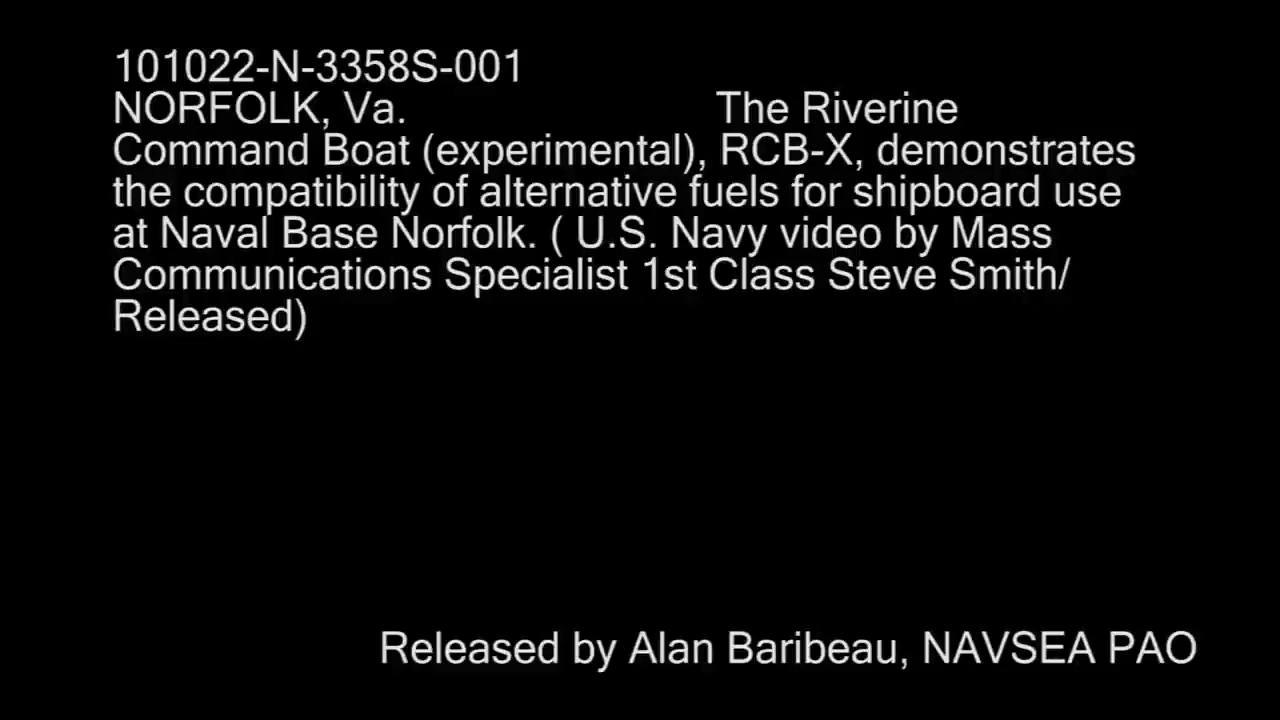 101022-N-3358S-001
NORFOLK, Va. The Riverine
Command Boat (experimental), RCB-X, demonstrates
the compatibility of alternative fuels for shipboard use
at Naval Base Norfolk. ( U.S. Navy video by Mass
Communications Specialist 1st Class Steve Smith/
Released)
Released by Alan Baribeau, NAVSEA PAO